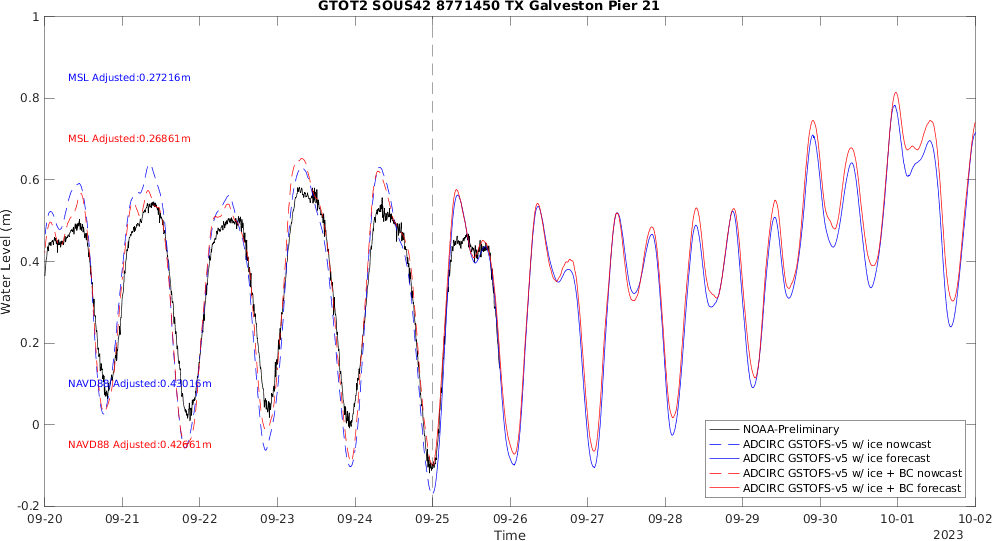 GTOT2 SOUS42 8771450 TX Galveston Pier 21
Water Level (m)
1
0.8
0.6
0.4
0.2
0
-0.2
MSL Adjusted:0.27216m
MSL Adjusted:0.26861m
NAVD88 Adjusted:0.43016m
NAVD88 Adjusted:0.42661m
NOAA-Preliminary
ADCIRC GSTOFS-v5 w/ ice nowcast
ADCIRC GSTOFS-v5 w/ ice forecast
ADCIRC GSTOFS-v5 w/ ice + BC nowcast
ADCIRC GSTOFS-v5 w/ ice + BC forecast
09-20 09-21 09-22 09-23 09-24 09-25 09-26 09-27 09-28 09-29 09-30 10-01 10-02
Time
2023